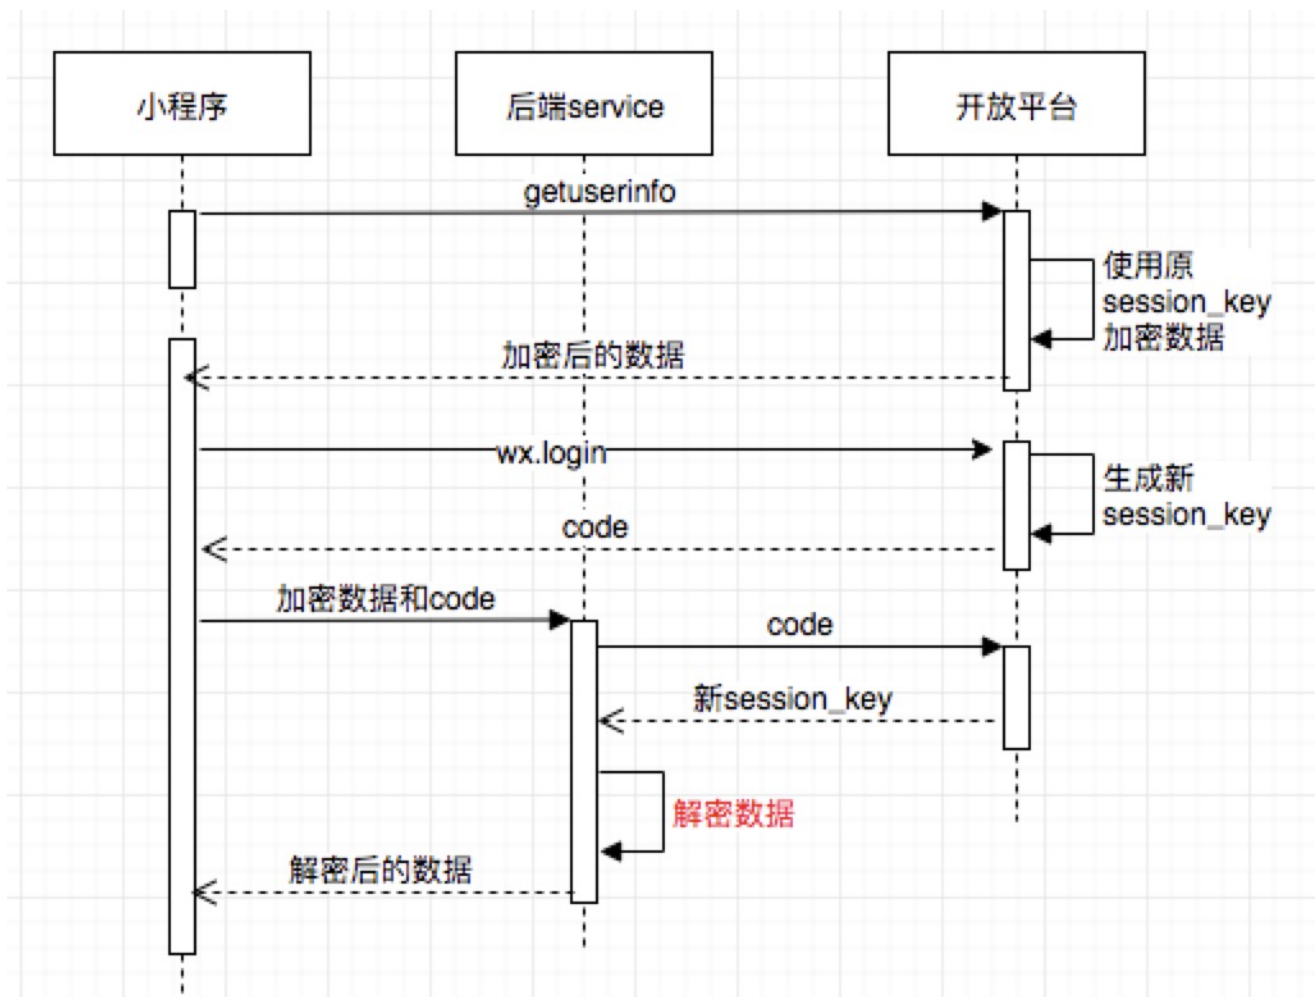 小程序
后端service
开放平台
getuserinfo
使用原
session_key
加密数据
加密后的数据
wx.login
生成新
session_key
code
加密数据和code
code
新session_key
解密数据
解密后的数据